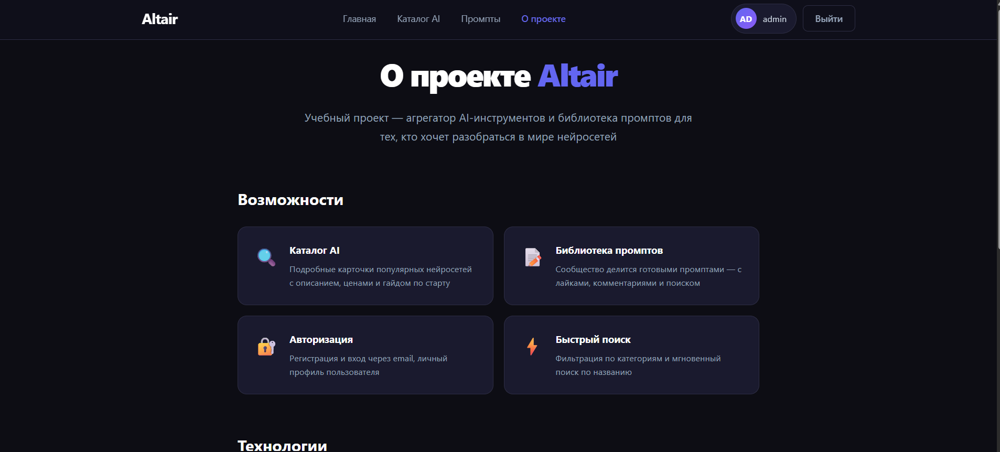 Altair
Главная
Каталог AI
Промпты
О проекте
AD
admin
Выйти
О проекте Altair
Учебный проект — агрегатор AI-инструментов и библиотека промптов для
тех, кто хочет разобраться в мире нейросетей
Возможности
Каталог AI
Подробные карточки популярных нейросетей
с описанием, ценами и гайдом по старту
Библиотека промптов
Сообщество делится готовыми промптами — с
лайками, комментариями и поиском
Авторизация
Регистрация и вход через email, личный
профиль пользователя
Быстрый поиск
Фильтрация по категориям и мгновенный
поиск по названию
Технологии